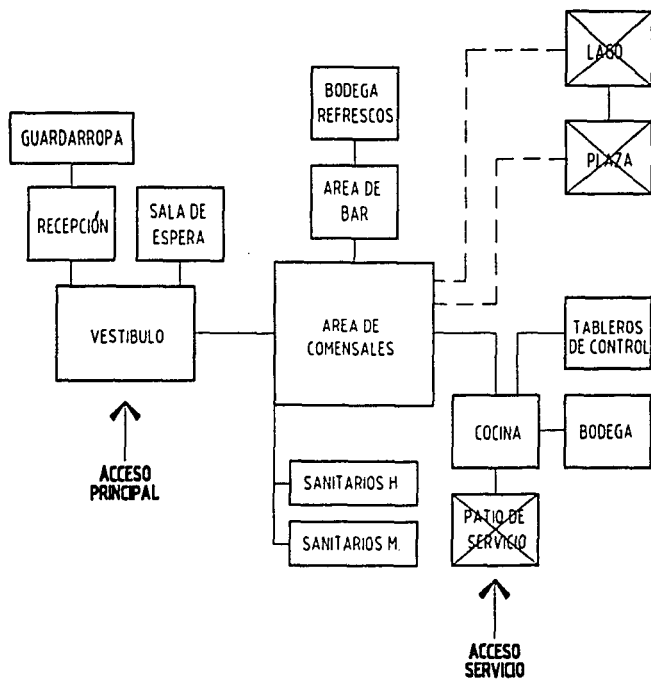 LAGO
BODEGA
REFRESCOS
GUARDARROPA
PLAZA
AREA DE
BAR
RECEPCIÓN
SALA DE
ESPERA
VESTIBULO
AREA DE
COMENSALES
TABLEROS
DE CONTROL
COCINA
BODEGA
ACCESO
PRINCIPAL
SANITARIOS H
SANITARIOS M.
PATIO DE
SERVICIO
ACCESO
SERVICIO